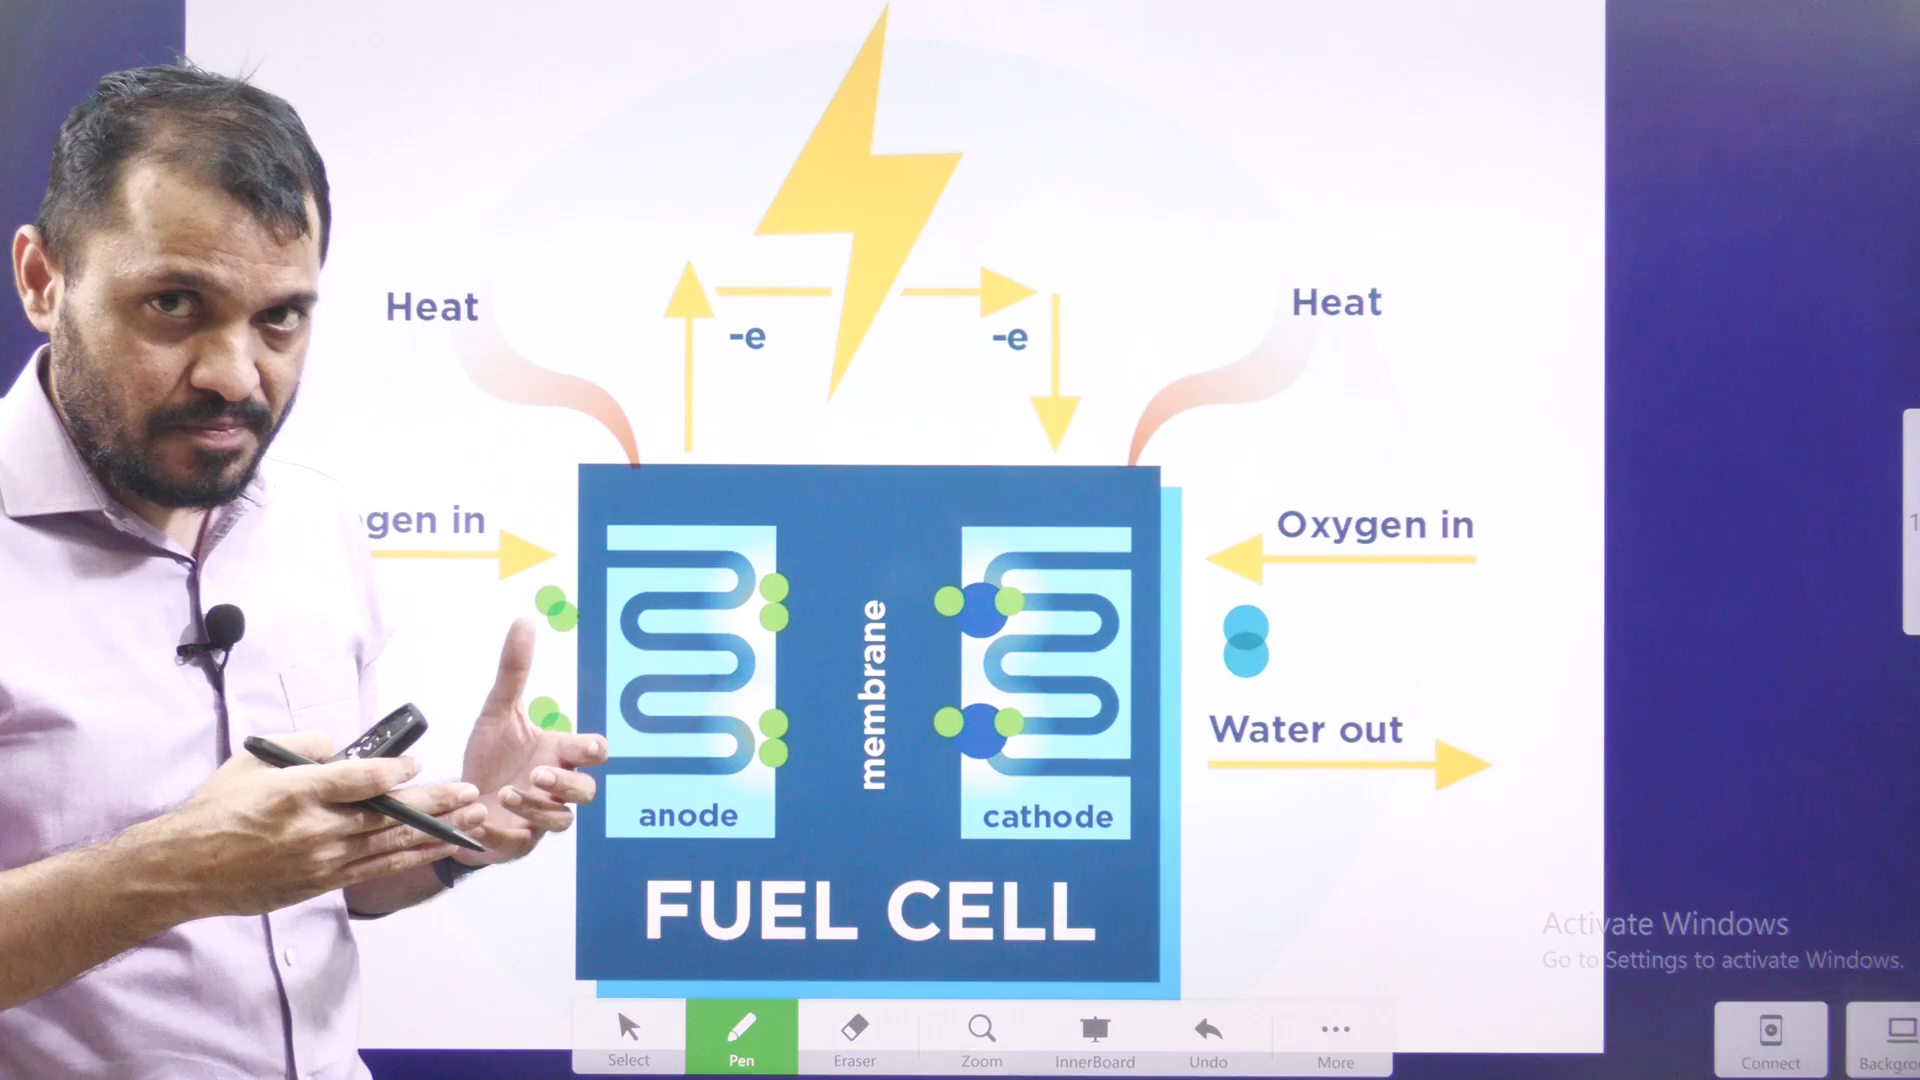 Heat
Heat
-e
-e
gen in
Oxygen in
membrane
Water out
anode
cathode
FUEL CELL
Activate Windows
Go to Settings to activate Windows.
Select
Pen
Eraser
Zoom
InnerBoard
Undo
More
Connect
Backgro